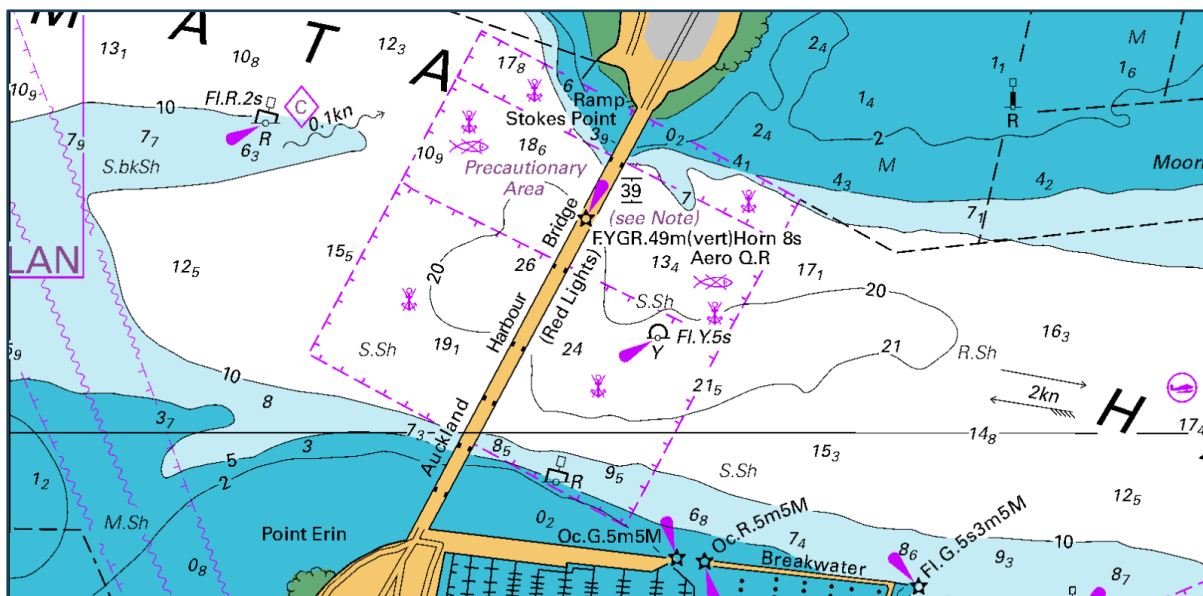 M A T A
13₁
10₈
12₃
17₈
2₄
M
1₁
1₆
10₉
Fl.R.2s
C
10
0.1kn
R
6
Ramp
Stokes Point
3₉
0₂
1₄
2₄
2
R
7₉
7₇
6₃
S.bkSh
10₉
18₆
Precautionary
Area
4₁
M
Moon
4₃
4₂
7
39
(see Note)
7₁
F.YGR.49m(vert)Horn 8s
Aero Q.R
LAN
12₅
15₅
20
26
13₄
17₁
20
S.Sh
Auckland Harbour Bridge
(Red Lights)
Fl.Y.5s
Y
16₃
S.Sh
19₁
24
21
R.Sh
10
8
21₅
2kn
H
17₄
3₇
7₃
8₅
9₅
S.Sh
15₃
14₈
5
3
2
R
12₅
1₂
M.Sh
Point Erin
0₂
6₈
7₄
8₆
9₃
10
8₇
Oc.G.5m5M
Oc.R.5m5M
Breakwater
Fl.G.5s3m5M
0₈